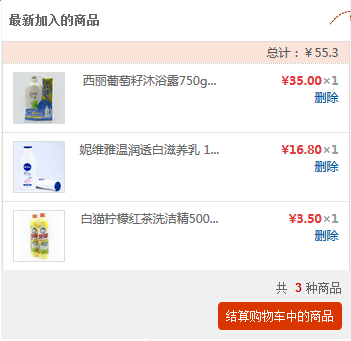 最新加入的商品
总计：￥55.3
西丽葡萄籽沐浴露750g...
¥35.00×1
删除
妮维雅温润透白滋养乳 1...
¥16.80×1
删除
白猫柠檬红茶洗洁精500...
¥3.50×1
删除
共 3 种商品
结算购物车中的商品